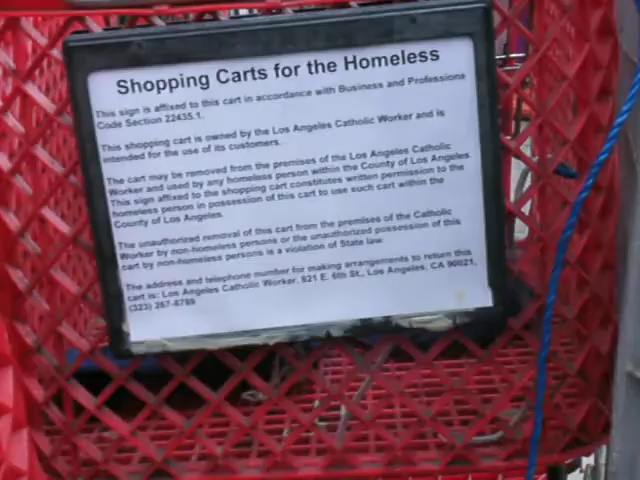 Shopping Carts for the Homeless
This sign is affixed to this cart in accordance with Business and Professions
Code Section 22435.1.
This shopping cart is owned by the Los Angeles Catholic Worker and is
intended for the use of its customers.
The cart may be removed from the premises of the Los Angeles Catholic
Worker and used by any homeless person within the County of Los Angeles.
This sign affixed to the shopping cart constitutes written permission to the
homeless person in possession of this cart to use such cart within the
County of Los Angeles.
The unauthorized removal of this cart from the premises of the Catholic
Worker by non-homeless persons or the unauthorized possession of this
cart by non-homeless persons is a violation of State law.
The address and telephone number for making arrangements to return this
cart is: Los Angeles Catholic Worker, 821 E. 6th St., Los Angeles, CA 90021,
(323) 267-8789